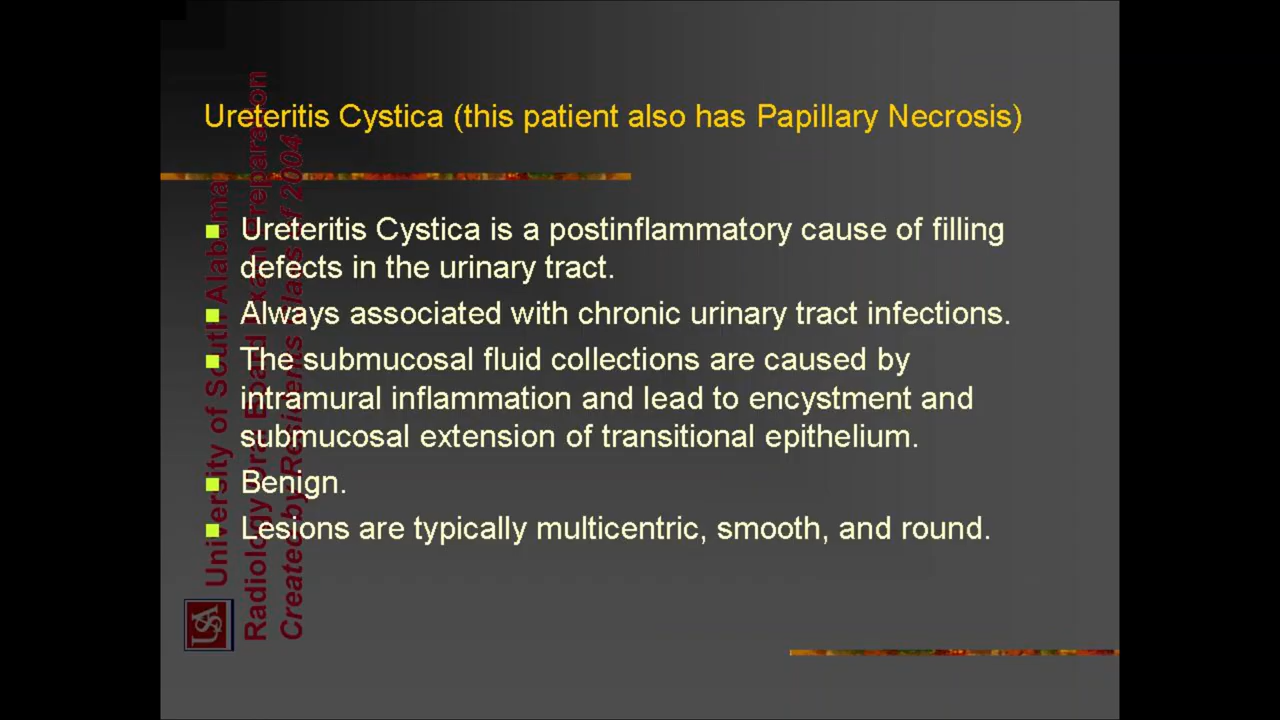 Ureteritis Cystica (this patient also has Papillary Necrosis)
Ureteritis Cystica is a postinflammatory cause of filling
defects in the urinary tract.
Always associated with chronic urinary tract infections.
The submucosal fluid collections are caused by
intramural inflammation and lead to encystment and
submucosal extension of transitional epithelium.
Benign.
Lesions are typically multicentric, smooth, and round.
University of South Alabama
Radiology Oral Board Exam Preparation
Created by Residents Class of 2004
USA